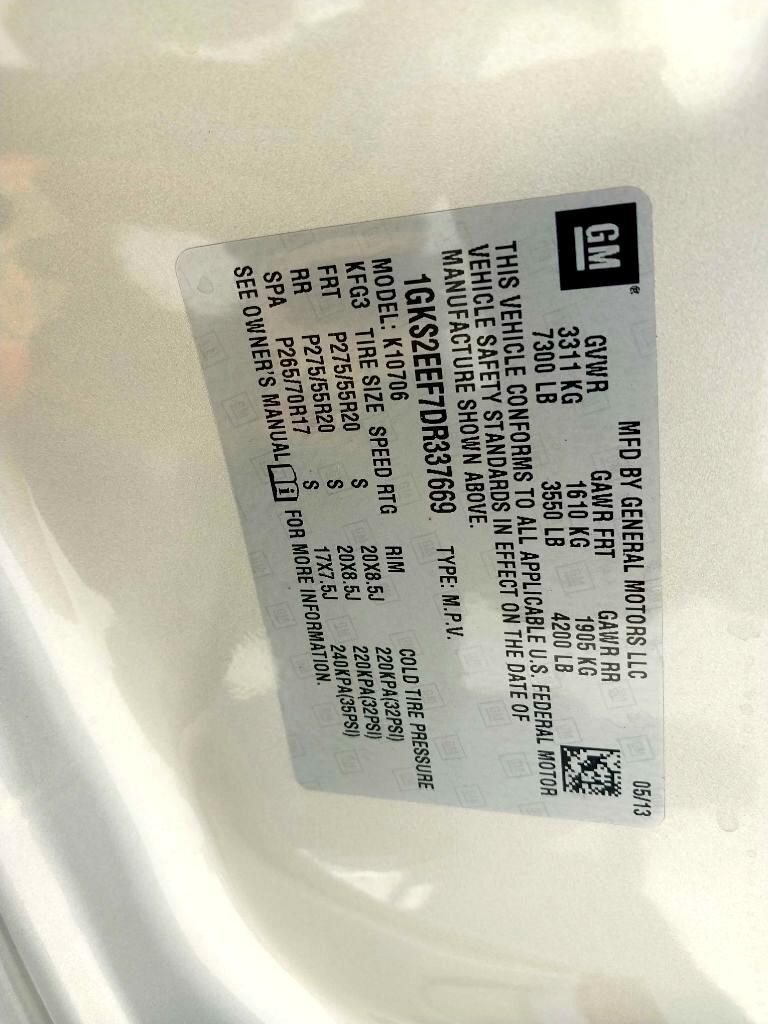 GM®
MFD BY GENERAL MOTORS LLC 05/13
GVWR GAWR FRT GAWR RR
3311 KG 1610 KG 1905 KG
7300 LB 3550 LB 4200 LB
THIS VEHICLE CONFORMS TO ALL APPLICABLE U.S. FEDERAL MOTOR
VEHICLE SAFETY STANDARDS IN EFFECT ON THE DATE OF
MANUFACTURE SHOWN ABOVE.
1GKS2EEF7DR337669 TYPE: M.P.V.
MODEL: K10706
KFG3 TIRE SIZE SPEED RTG RIM COLD TIRE PRESSURE
FRT P275/55R20 S 20X8.5J 220KPA(32PSI)
RR P275/55R20 S 20X8.5J 220KPA(32PSI)
SPA P265/70R17 S 17X7.5J 240KPA(35PSI)
SEE OWNER'S MANUAL FOR MORE INFORMATION.